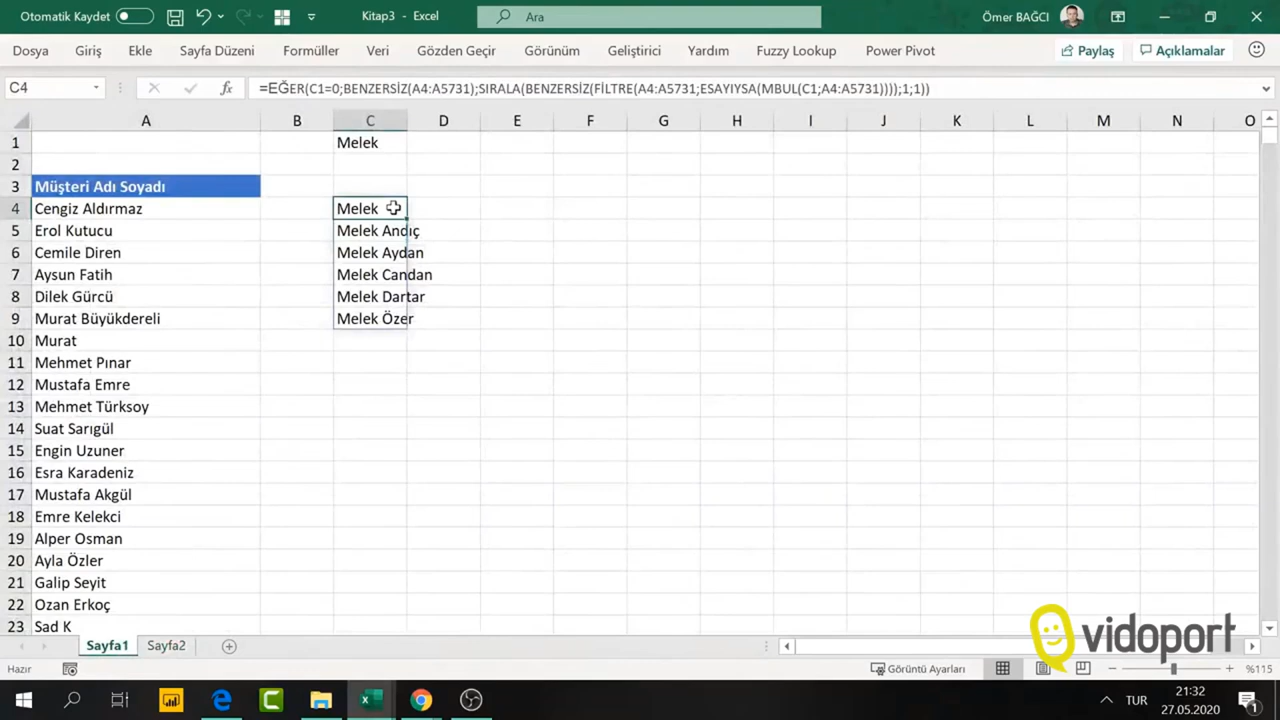 Otomatik Kaydet
Kitap3 - Excel
Ara
Ömer BAĞCI
Dosya Giriş Ekle Sayfa Düzeni Formüller Veri Gözden Geçir Görünüm Geliştirici Yardım Fuzzy Lookup Power Pivot Paylaş Açıklamalar
C4 fx =EĞER(C1=0;BENZERSİZ(A4:A5731);SIRALA(BENZERSİZ(FİLTRE(A4:A5731;ESAYIYSA(MBUL(C1;A4:A5731))));1;1))
A B C D E F G H I J K L M N O
1 Melek
2
3 Müşteri Adı Soyadı
4 Cengiz Aldırmaz Melek
5 Erol Kutucu Melek Andıç
6 Cemile Diren Melek Aydan
7 Aysun Fatih Melek Candan
8 Dilek Gürcü Melek Dartar
9 Murat Büyükdereli Melek Özer
10 Murat
11 Mehmet Pınar
12 Mustafa Emre
13 Mehmet Türksoy
14 Suat Sarıgül
15 Engin Uzuner
16 Esra Karadeniz
17 Mustafa Akgül
18 Emre Kelekci
19 Alper Osman
20 Ayla Özler
21 Galip Seyit
22 Ozan Erkoç
23 Sad K
vidoport
Sayfa1 Sayfa2
Hazır Görüntü Ayarları %115
TUR 21:32
27.05.2020
1